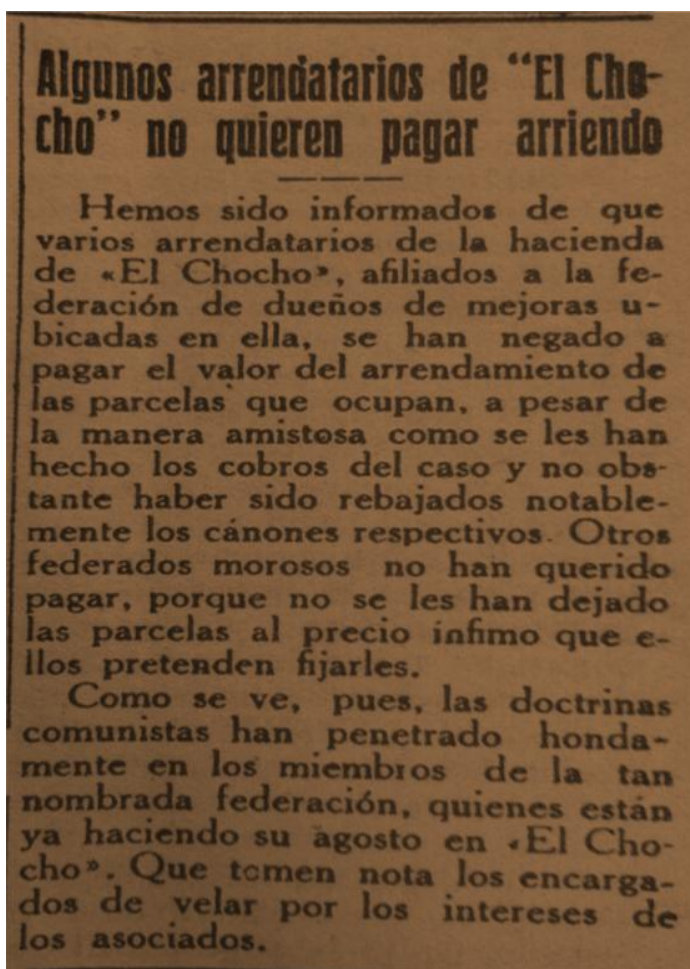 Algunos arrendatarios de “El Cho-
cho” no quieren pagar arriendo
Hemos sido informados de que
varios arrendatarios de la hacienda
de «El Chocho», afiliados a la fe-
deración de dueños de mejoras u-
bicadas en ella, se han negado a
pagar el valor del arrendamiento de
las parcelas que ocupan, a pesar de
la manera amistosa como se les han
hecho los cobros del caso y no obs-
tante haber sido rebajados notable-
mente los cánones respectivos. Otros
federados morosos no han querido
pagar, porque no se les han dejado
las parcelas al precio ínfimo que e-
llos pretenden fijarles.
Como se ve, pues, las doctrinas
comunistas han penetrado honda-
mente en los miembros de la tan
nombrada federación, quienes están
ya haciendo su agosto en «El Cho-
cho». Que tomen nota los encarga-
dos de velar por los intereses de
los asociados.